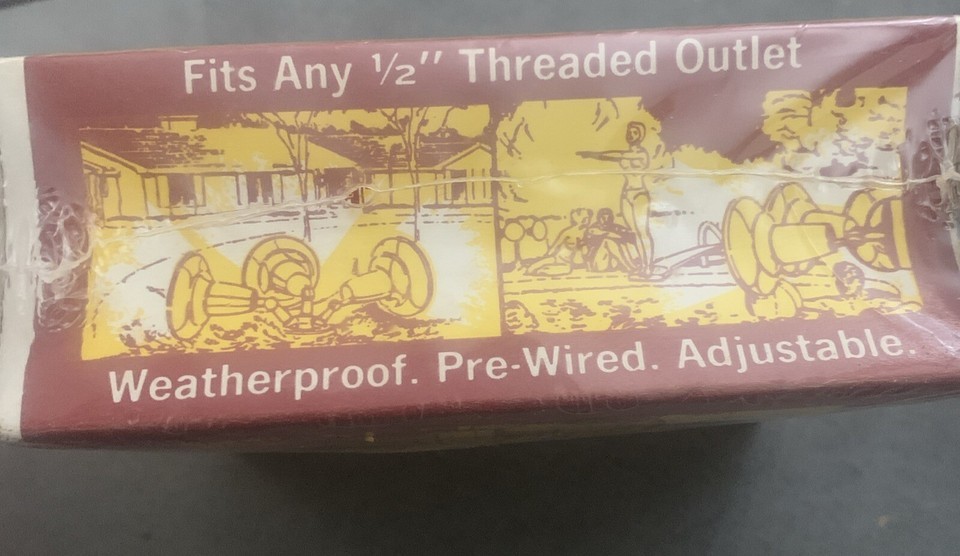 Fits Any ½" Threaded Outlet
Weatherproof. Pre-Wired. Adjustable.